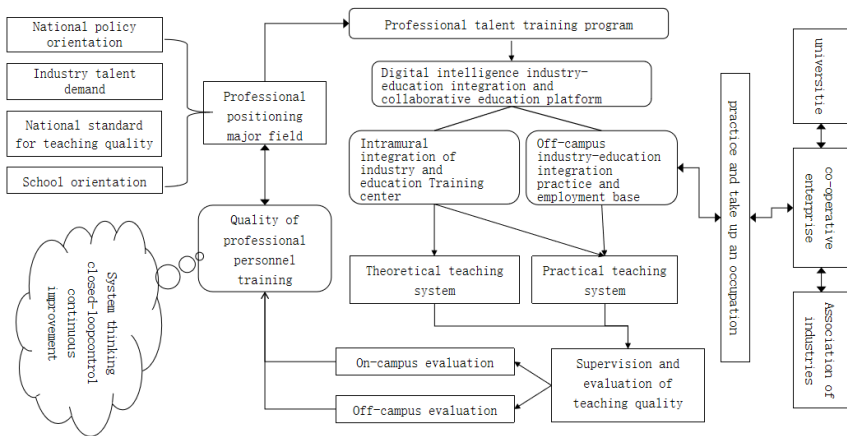 National policy
orientation
Industry talent
demand
National standard
for teaching quality
School orientation
Professional
positioning
major field
Quality of
professional
personnel
training
System thinking
closed-loopcontrol
continuous
improvement
Professional talent training program
Digital intelligence industry-
education integration and
collaborative education platform
Intramural
integration of
industry and
education Training
center
Off-campus
industry-education
integration
practice and
employment base
Theoretical teaching
system
Practical teaching
system
On-campus evaluation
Off-campus evaluation
Supervision and
evaluation of
teaching quality
practice and take up an occupation
universitie
co-operative
enterprise
Association of
industries